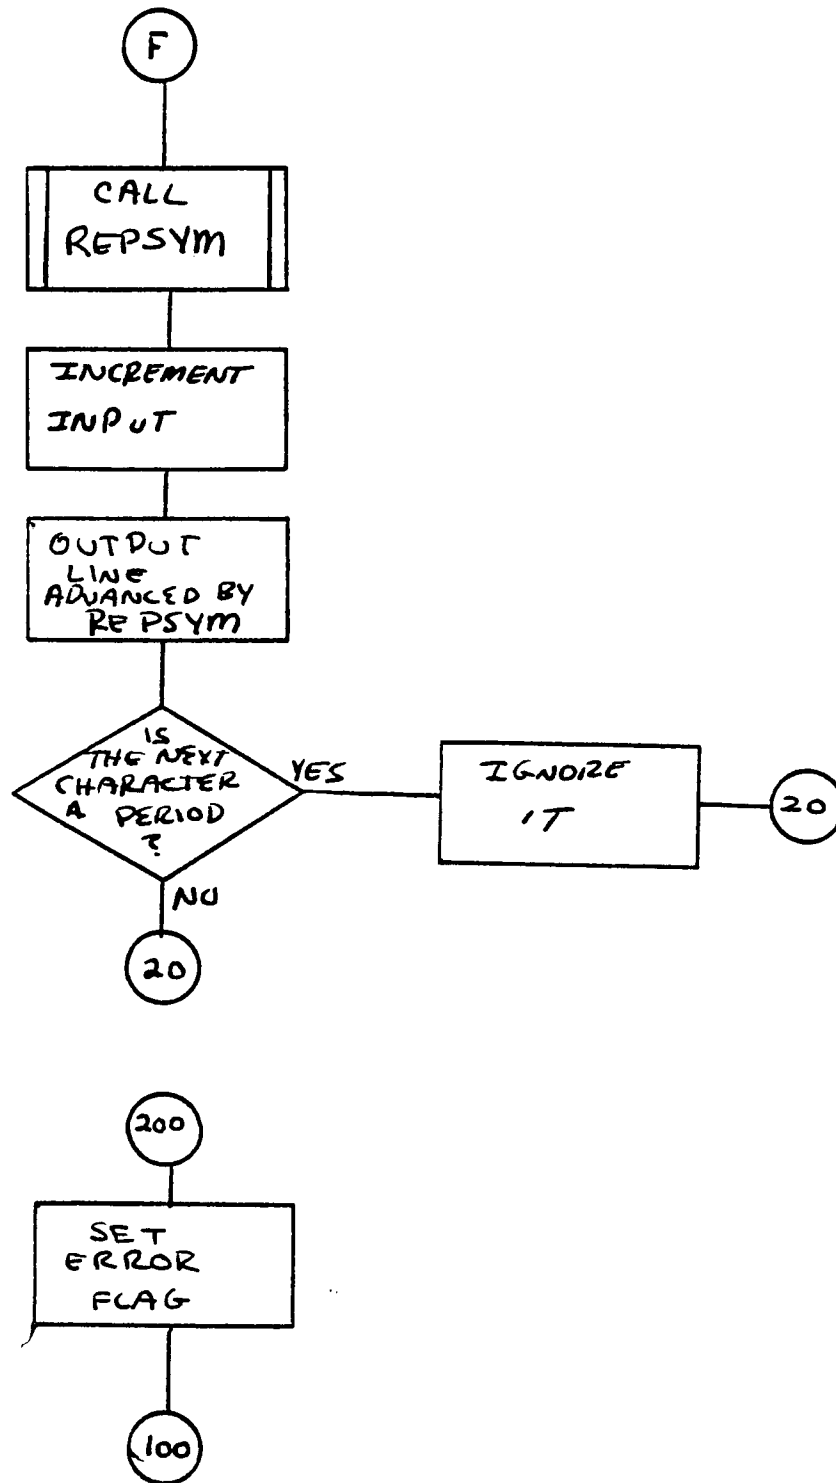 F
CALL
REPSYM
INCREMENT
INPUT
OUTPUT
LINE
ADVANCED BY
REPSYM
IS
THE NEXT
CHARACTER
A PERIOD
?
YES
IGNORE
IT
20
NO
20
200
SET
ERROR
FLAG
100